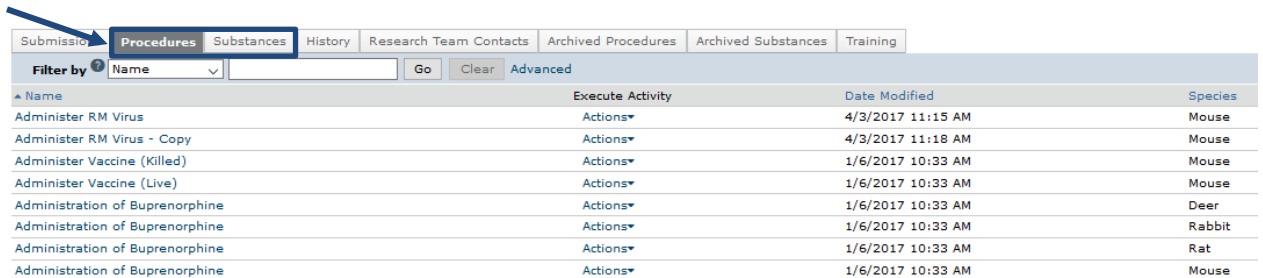 Submissio Procedures Substances History Research Team Contacts Archived Procedures Archived Substances Training
Filter by ? Name Go Clear Advanced
Name Execute Activity Date Modified Species
Administer RM Virus Actions 4/3/2017 11:15 AM Mouse
Administer RM Virus - Copy Actions 4/3/2017 11:18 AM Mouse
Administer Vaccine (Killed) Actions 1/6/2017 10:33 AM Mouse
Administer Vaccine (Live) Actions 1/6/2017 10:33 AM Mouse
Administration of Buprenorphine Actions 1/6/2017 10:33 AM Deer
Administration of Buprenorphine Actions 1/6/2017 10:33 AM Rabbit
Administration of Buprenorphine Actions 1/6/2017 10:33 AM Rat
Administration of Buprenorphine Actions 1/6/2017 10:33 AM Mouse